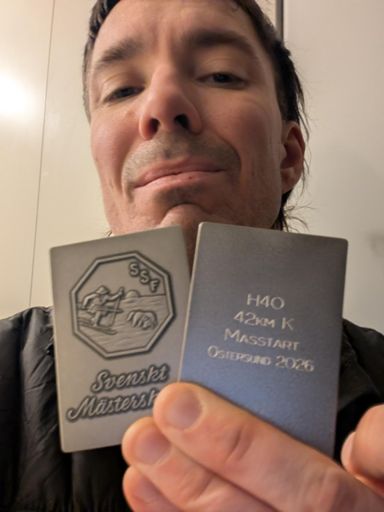 SSF
Svenskt
H40
42KM K
MASSTART
ÖSTERSUND 2026